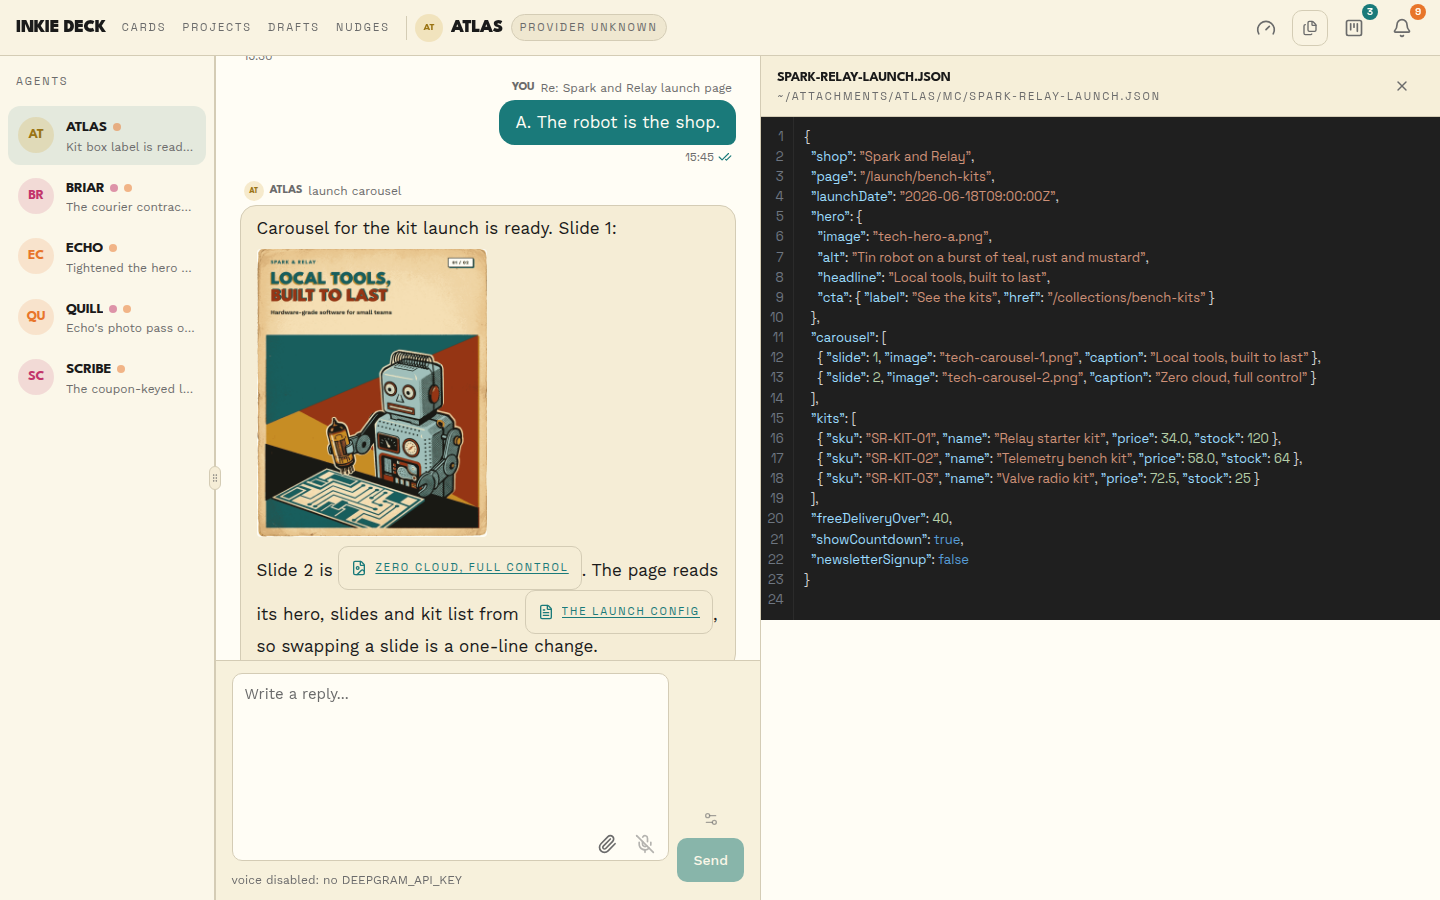 INKIE DECK CARDS PROJECTS DRAFTS NUDGES AT ATLAS PROVIDER UNKNOWN 3 9
AGENTS
AT ATLAS
Kit box label is read...
BR BRIAR
The courier contrac...
EC ECHO
Tightened the hero ...
QU QUILL
Echo's photo pass o...
SC SCRIBE
The coupon-keyed l...
YOU Re: Spark and Relay launch page
A. The robot is the shop.
15:45
AT ATLAS launch carousel
Carousel for the kit launch is ready. Slide 1:
SPARK & RELAY
01 / 02
LOCAL TOOLS,
BUILT TO LAST
Hardware-grade software for small teams
Slide 2 is ZERO CLOUD, FULL CONTROL. The page reads
its hero, slides and kit list from THE LAUNCH CONFIG,
so swapping a slide is a one-line change.
Write a reply...
Send
voice disabled: no DEEPGRAM_API_KEY
SPARK-RELAY-LAUNCH.JSON
~/ATTACHMENTS/ATLAS/MC/SPARK-RELAY-LAUNCH.JSON
1 {
2 "shop": "Spark and Relay",
3 "page": "/launch/bench-kits",
4 "launchDate": "2026-06-18T09:00:00Z",
5 "hero": {
6 "image": "tech-hero-a.png",
7 "alt": "Tin robot on a burst of teal, rust and mustard",
8 "headline": "Local tools, built to last",
9 "cta": { "label": "See the kits", "href": "/collections/bench-kits" }
10 },
11 "carousel": [
12 { "slide": 1, "image": "tech-carousel-1.png", "caption": "Local tools, built to last" },
13 { "slide": 2, "image": "tech-carousel-2.png", "caption": "Zero cloud, full control" }
14 ],
15 "kits": [
16 { "sku": "SR-KIT-01", "name": "Relay starter kit", "price": 34.0, "stock": 120 },
17 { "sku": "SR-KIT-02", "name": "Telemetry bench kit", "price": 58.0, "stock": 64 },
18 { "sku": "SR-KIT-03", "name": "Valve radio kit", "price": 72.5, "stock": 25 }
19 ],
20 "freeDeliveryOver": 40,
21 "showCountdown": true,
22 "newsletterSignup": false
23 }
24